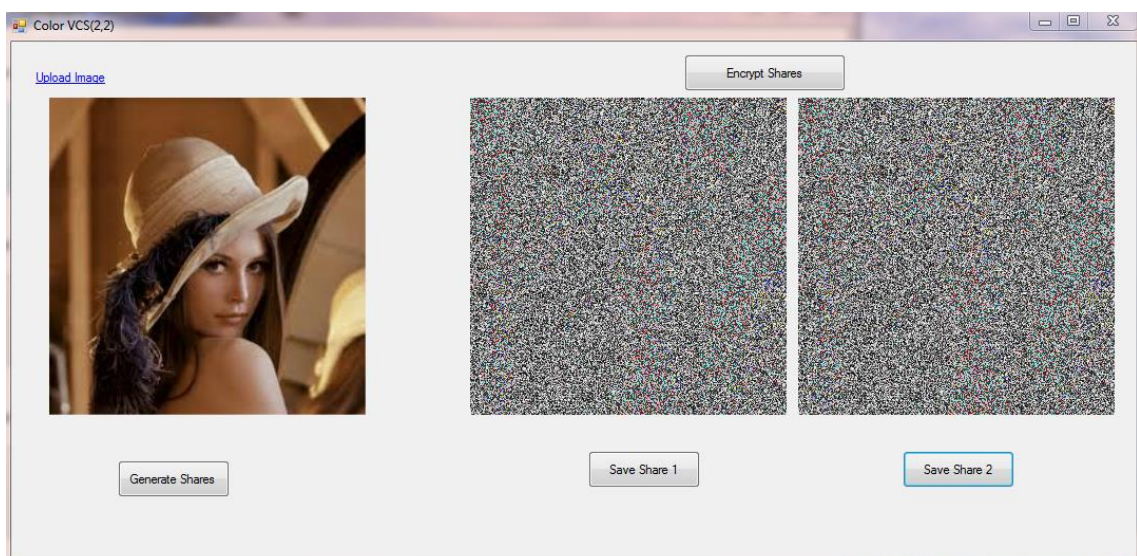 Color VCS(2,2)
Upload Image
Encrypt Shares
Generate Shares
Save Share 1
Save Share 2